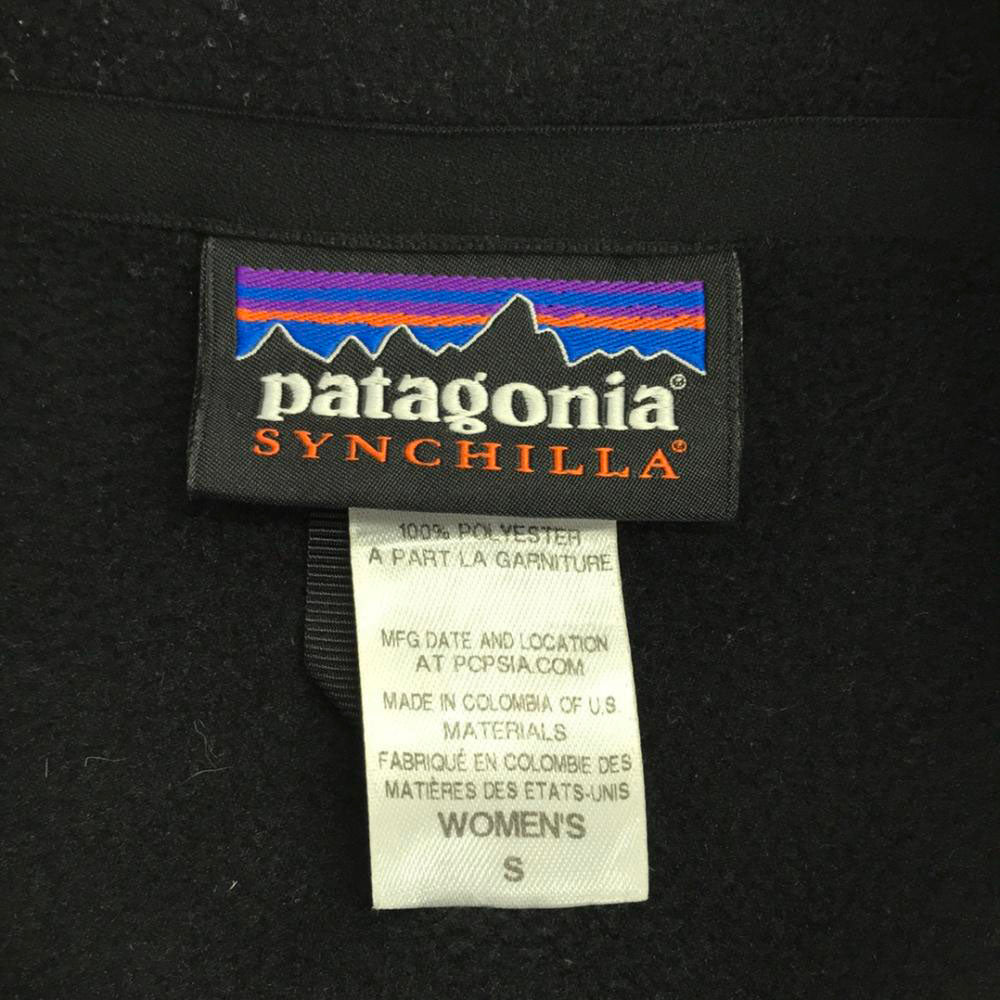 patagonia®
SYNCHILLA®
100% POLYESTER
A PART LA GARNITURE
MFG DATE AND LOCATION
AT PCPSIA.COM
MADE IN COLOMBIA OF U.S.
MATERIALS
FABRIQUÉ EN COLOMBIE DES
MATIÈRES DES ETATS-UNIS
WOMEN'S
S